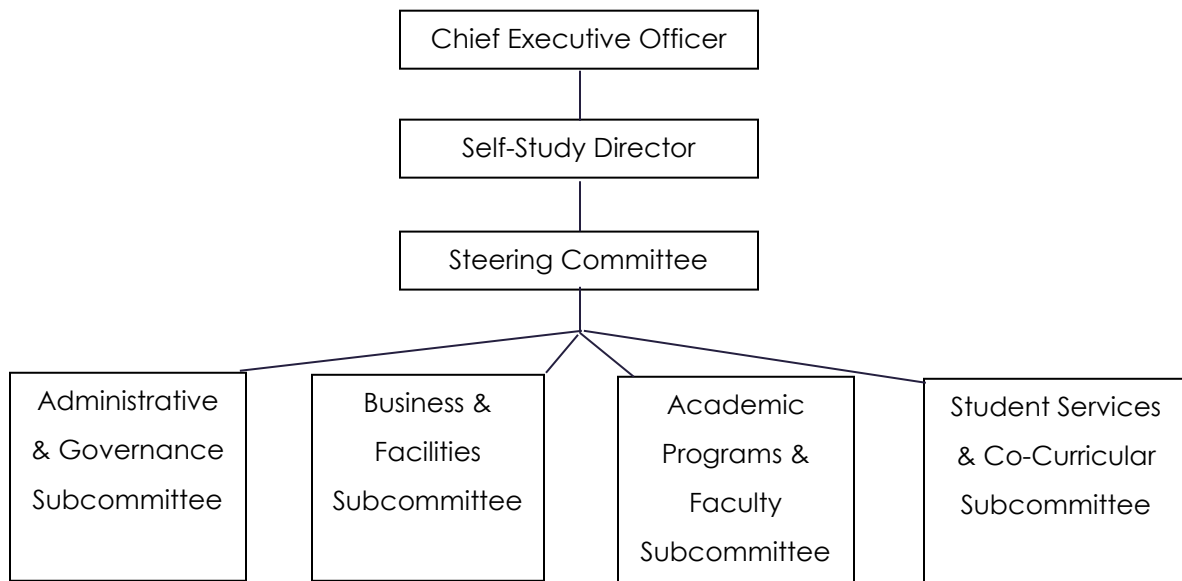 Chief Executive Officer
Self-Study Director
Steering Committee
Administrative
& Governance
Subcommittee
Business &
Facilities
Subcommittee
Academic
Programs &
Faculty
Subcommittee
Student Services
& Co-Curricular
Subcommittee